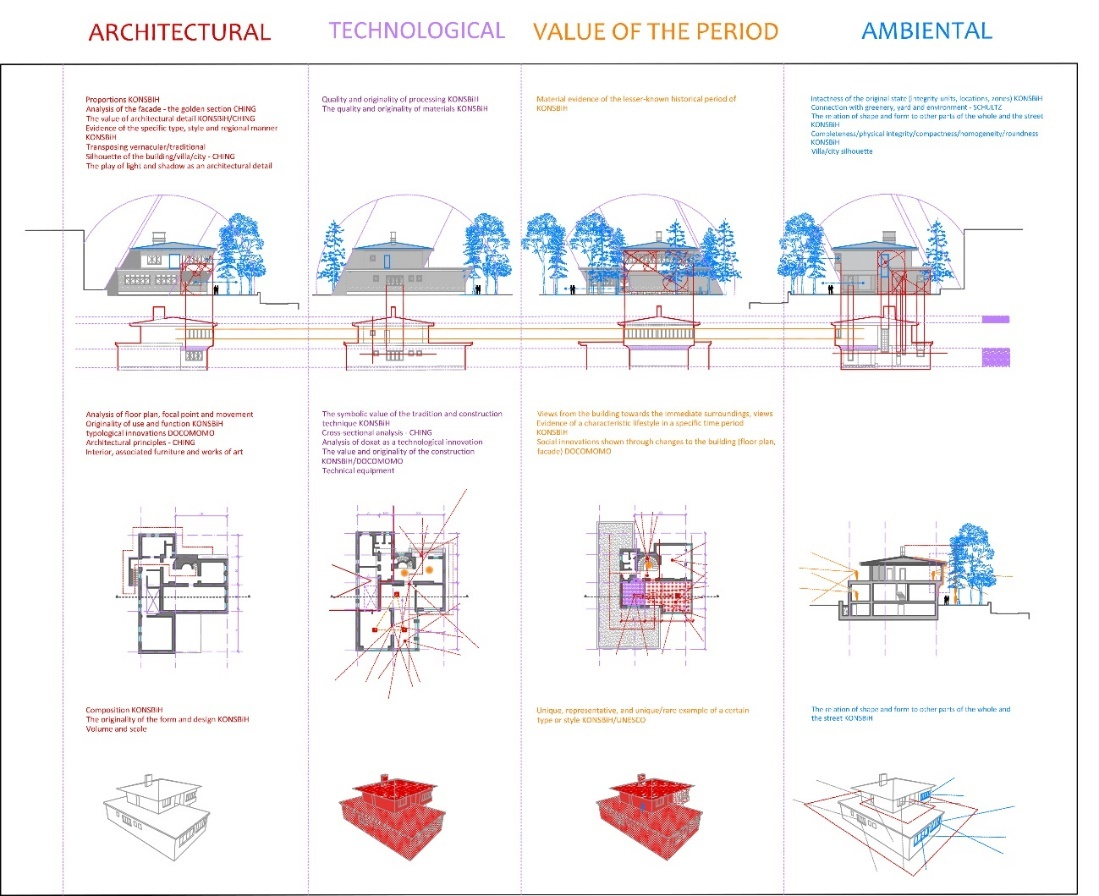 ARCHITECTURAL
TECHNOLOGICAL
VALUE OF THE PERIOD
AMBIENTAL
Proportions KONSBIH
Analysis of the facade - the golden section CHING
The value of architectural detail KONSBIH/CHING
Evidence of the specific type, style and regional manner
KONSBIH
Transposing vernacular/traditional
Silhouette of the building/villa/city - CHING
The play of light and shadow as an architectural detail
Quality and originality of processing KONSBIH
The quality and originality of materials KONSBIH
Material evidence of the lesser-known historical period of
KONSBIH
Intactness of the original state (integrity units, locations, zones) KONSBIH
Connection with greenery, yard and environment - SCHULTZ
The relation of shape and form to other parts of the whole and the street
KONSBIH
Completeness/physical integrity/compactness/homogeneity/roundness
KONSBIH
Villa/city silhouette
Analysis of floor plan, focal point and movement
Originality of use and function KONSBIH
typological innovations DOCOMOMO
Architectural principles - CHING
Interior, associated furniture and works of art
The symbolic value of the tradition and construction
technique KONSBIH
Cross-sectional analysis - CHING
Analysis of doxat as a technological innovation
The value and originality of the construction
KONSBIH/DOCOMOMO
Technical equipment
Views from the building towards the immediate surroundings, views
Evidence of a characteristic lifestyle in a specific time period
KONSBIH
Social innovations shown through changes to the building (floor plan,
facade) DOCOMOMO
Composition KONSBIH
The originality of the form and design KONSBIH
Volume and scale
Unique, representative, and unique/rare example of a certain
type or style KONSBIH/UNESCO
The relation of shape and form to other parts of the whole and
the street KONSBIH